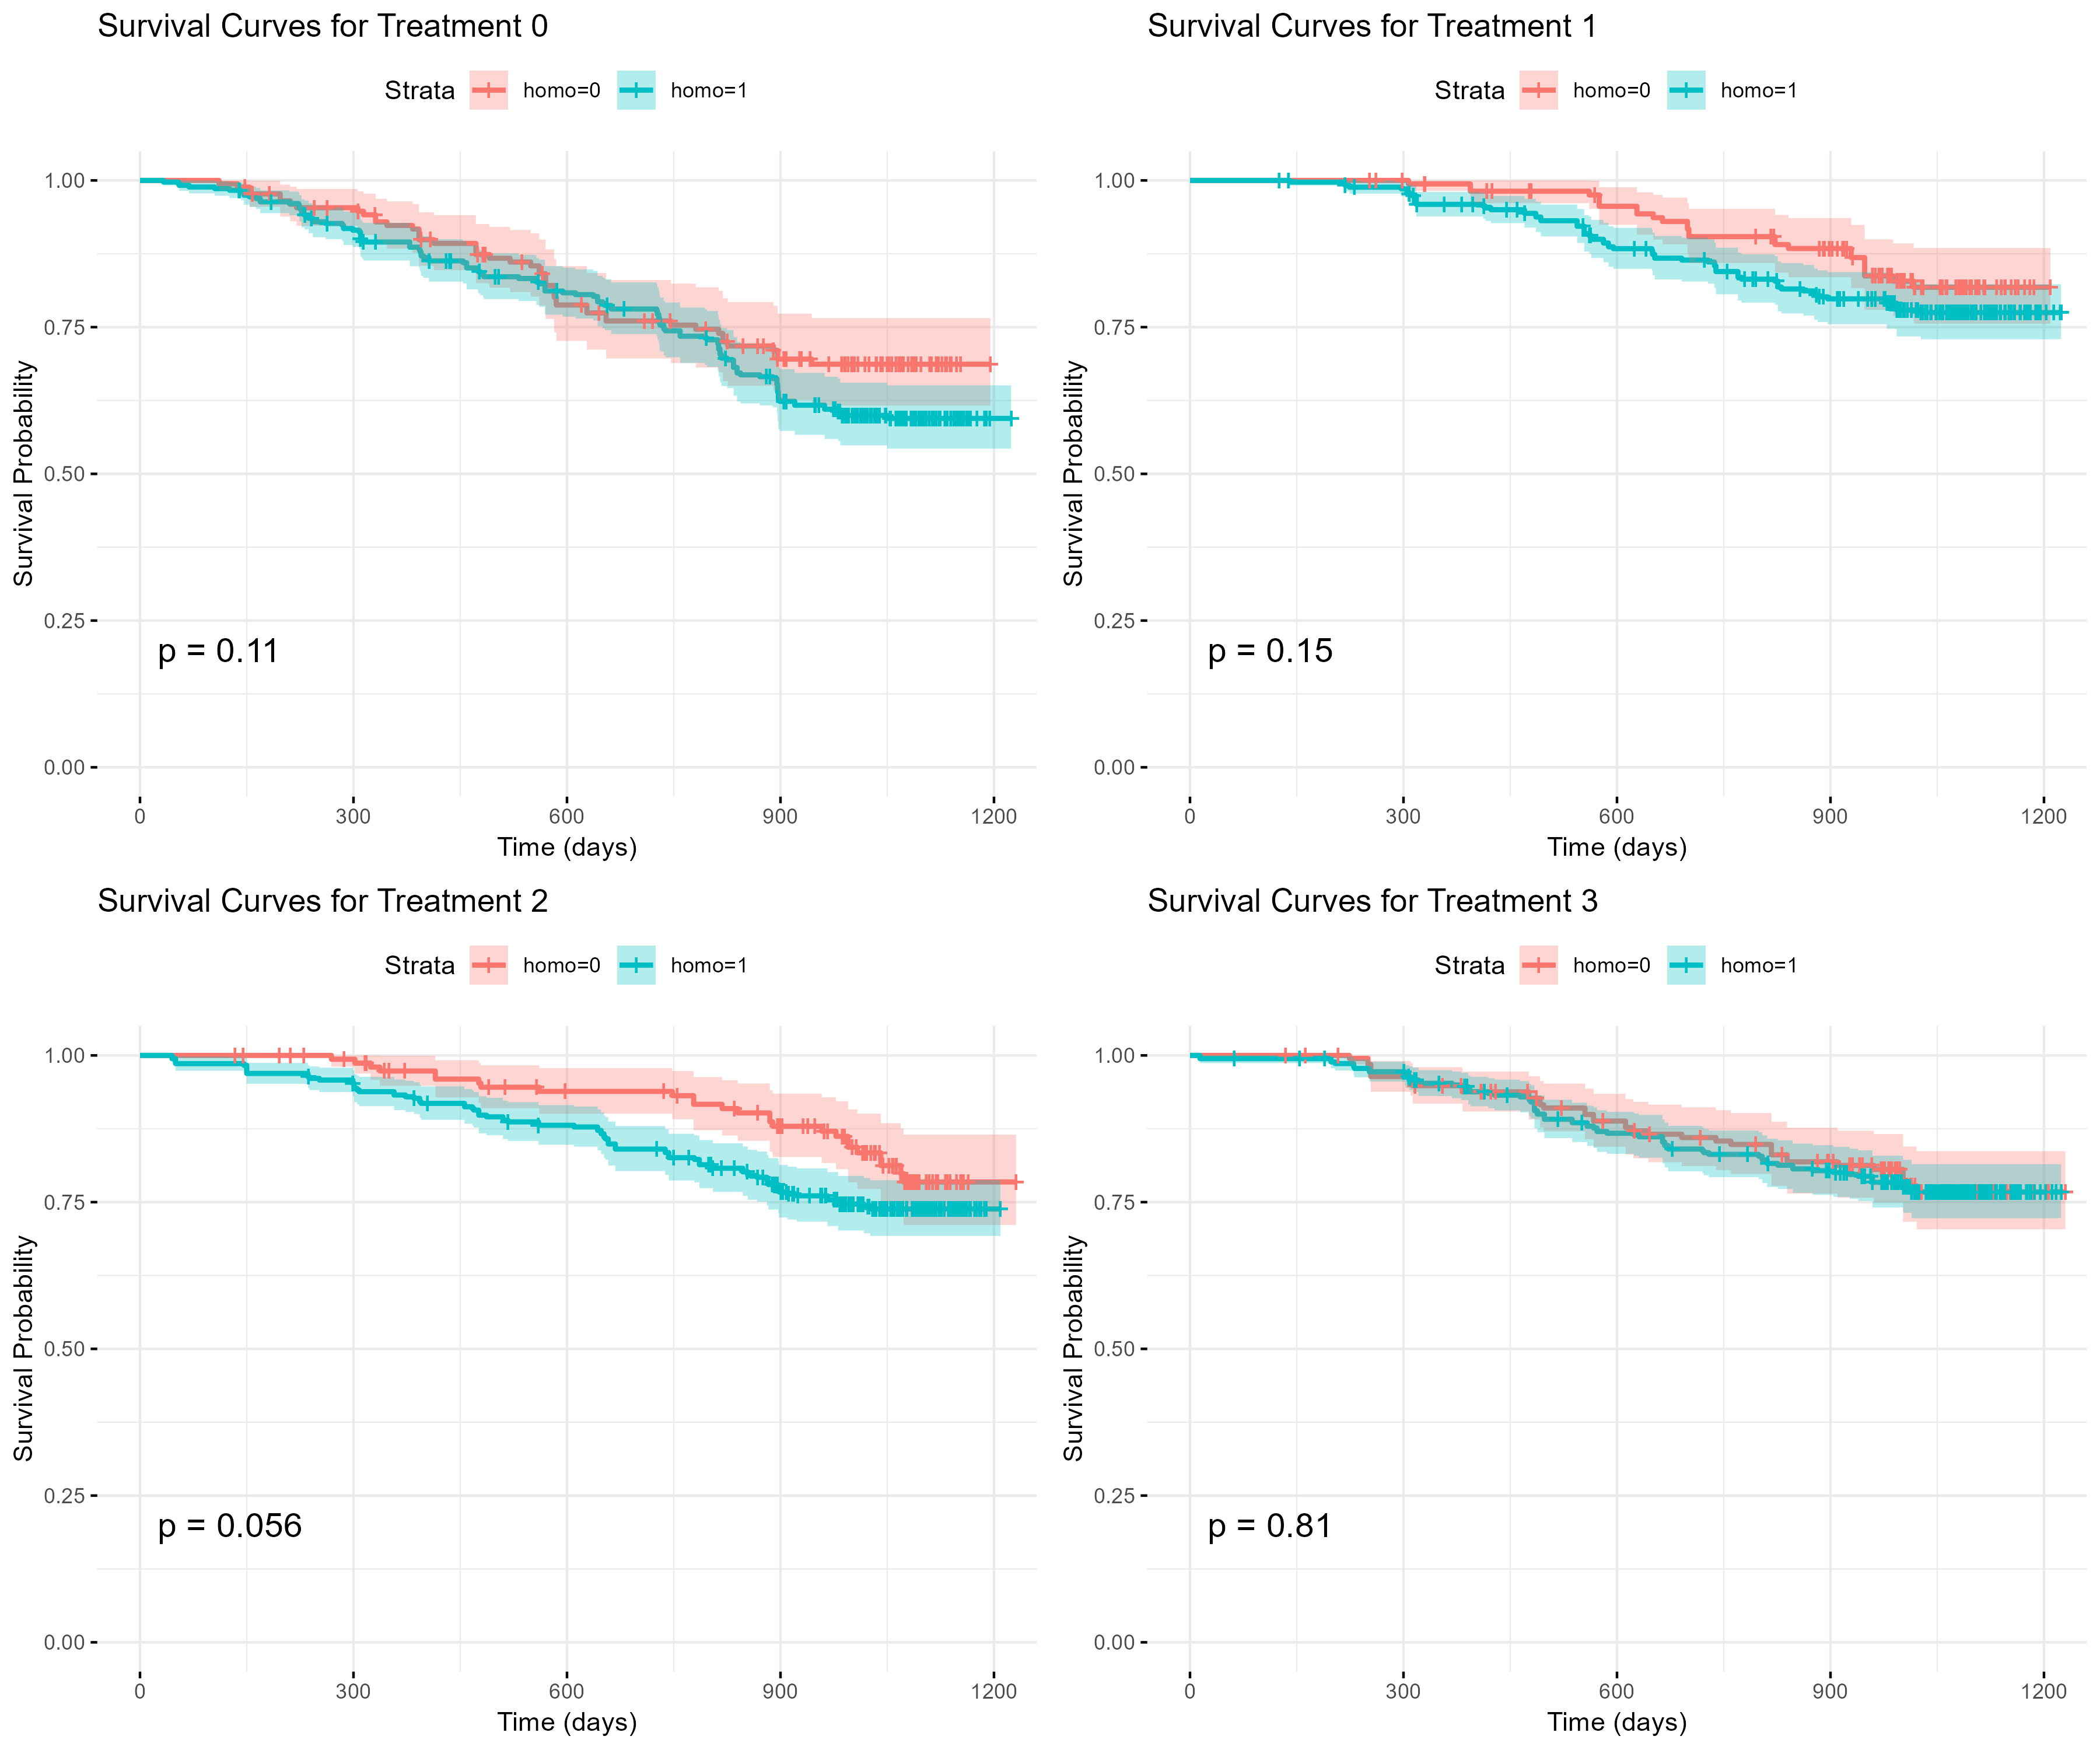 Survival Curves for Treatment 0
Strata homo=0 homo=1
Survival Probability
1.00
0.75
0.50
0.25
0.00
p = 0.11
0 300 600 900 1200
Time (days)
Survival Curves for Treatment 1
Strata homo=0 homo=1
Survival Probability
1.00
0.75
0.50
0.25
0.00
p = 0.15
0 300 600 900 1200
Time (days)
Survival Curves for Treatment 2
Strata homo=0 homo=1
Survival Probability
1.00
0.75
0.50
0.25
0.00
p = 0.056
0 300 600 900 1200
Time (days)
Survival Curves for Treatment 3
Strata homo=0 homo=1
Survival Probability
1.00
0.75
0.50
0.25
0.00
p = 0.81
0 300 600 900 1200
Time (days)